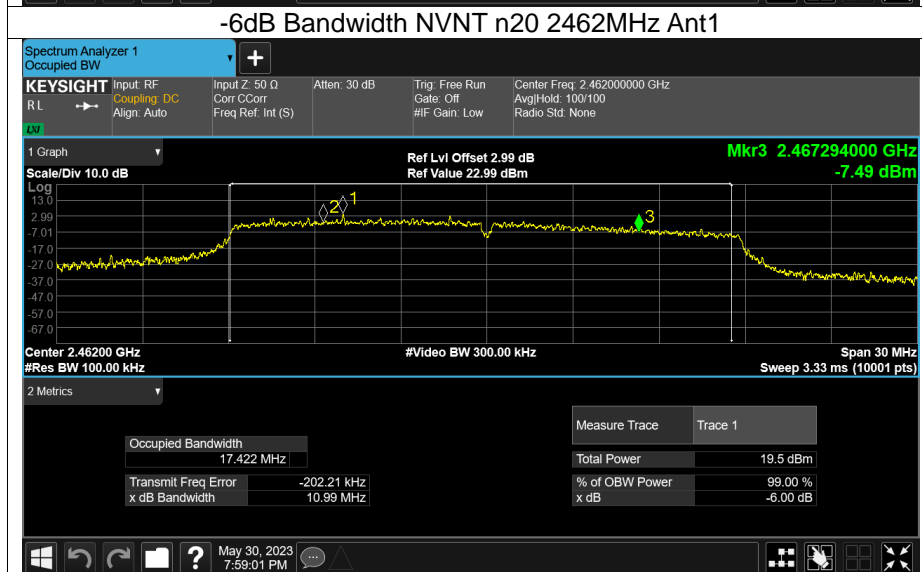 -6dB Bandwidth NVNT n20 2462MHz Ant1
Spectrum Analyzer 1
Occupied BW
+
KEYSIGHT Input: RF Input Z: 50 Ω Atten: 30 dB Trig: Free Run Center Freq: 2.462000000 GHz
RL Coupling: DC Corr CCorr Gate: Off Avg|Hold: 100/100
Align: Auto Freq Ref: Int (S) #IF Gain: Low Radio Std: None
LXI
1 Graph Ref Lvl Offset 2.99 dB Mkr3 2.467294000 GHz
Scale/Div 10.0 dB Ref Value 22.99 dBm -7.49 dBm
Log
13.0
2.99
-7.01
-17.0
-27.0
-37.0
-47.0
-57.0
-67.0
2 1 3
Center 2.46200 GHz #Video BW 300.00 kHz Span 30 MHz
#Res BW 100.00 kHz Sweep 3.33 ms (10001 pts)
2 Metrics
Measure Trace Trace 1
Occupied Bandwidth
17.422 MHz Total Power 19.5 dBm
Transmit Freq Error -202.21 kHz % of OBW Power 99.00 %
x dB Bandwidth 10.99 MHz x dB -6.00 dB
? May 30, 2023
7:59:01 PM